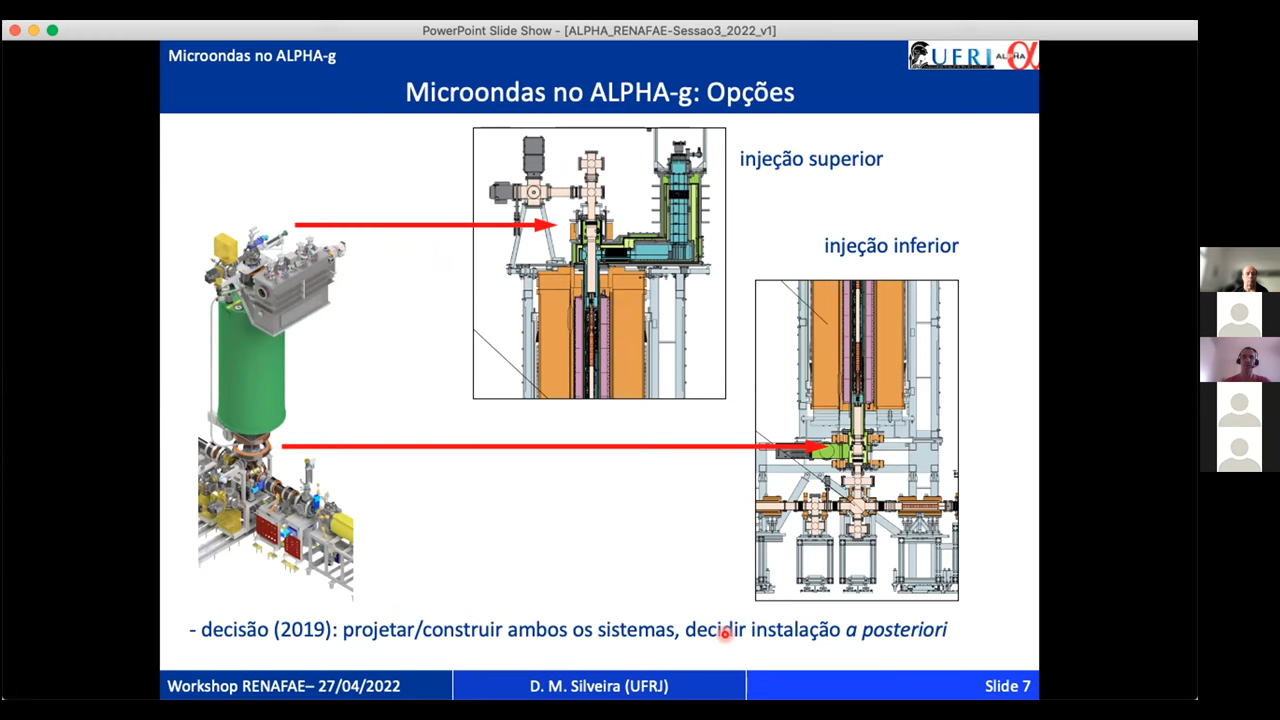 PowerPoint Slide Show - [ALPHA_RENAFAE-Sessao3_2022_v1]
Microondas no ALPHA-g
UFRJ ALPHA
Microondas no ALPHA-g: Opções
injeção superior
injeção inferior
- decisão (2019): projetar/construir ambos os sistemas, decidir instalação a posteriori
Workshop RENAFAE– 27/04/2022
D. M. Silveira (UFRJ)
Slide 7